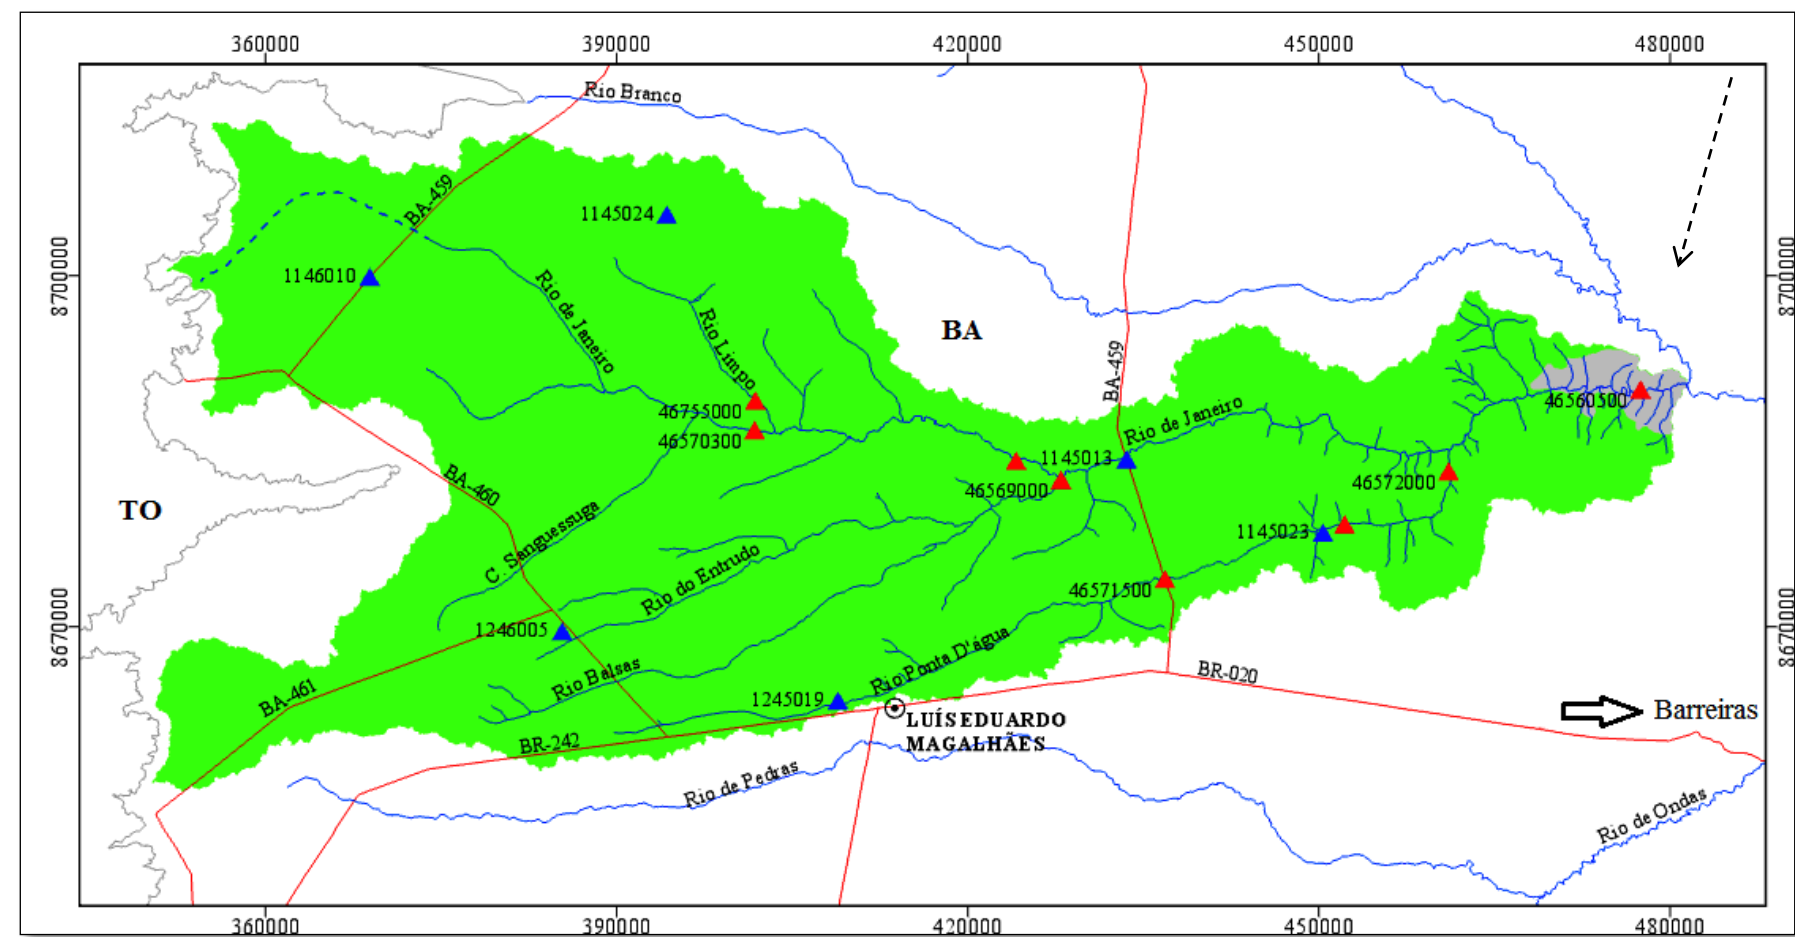 360000
390000
420000
450000
480000
Rio Branco
BA-459
1145024
1146010
8700000
8700000
Rio de Janeiro
Rio Limpo
BA
BA-459
46755000
46570300
Rio de Janeiro
46560500
1145013
46569000
46572000
BA-460
TO
1145023
C. Sanguessuga
Rio do Entrudo
46571500
8670000
8670000
1246005
Rio Balsas
Rio Ponta D'água
BR-020
BA-461
1245019
Barreiras
LUÍS EDUARDO
MAGALHÃES
BR-242
Rio de Pedras
Rio de Ondas
360000
390000
420000
450000
480000